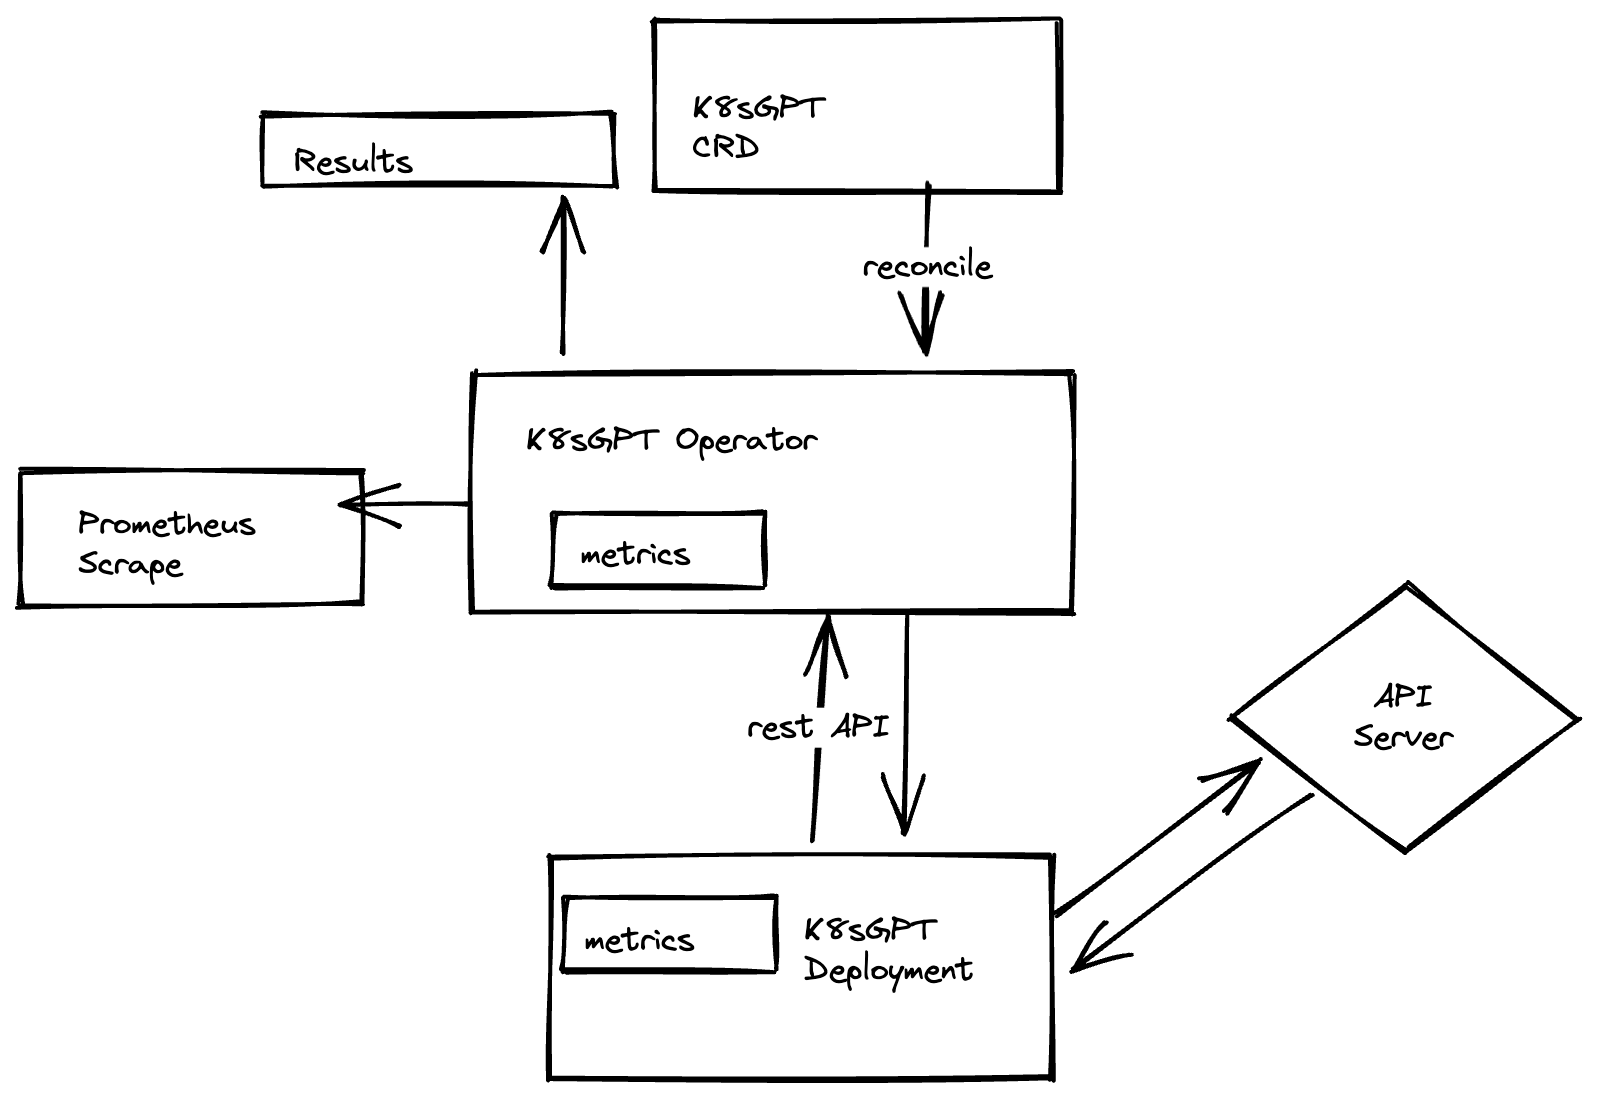 K8sGPT
CRD
Results
reconcile
K8sGPT Operator
metrics
Prometheus
Scrape
rest API
API
Server
metrics
K8sGPT
Deployment